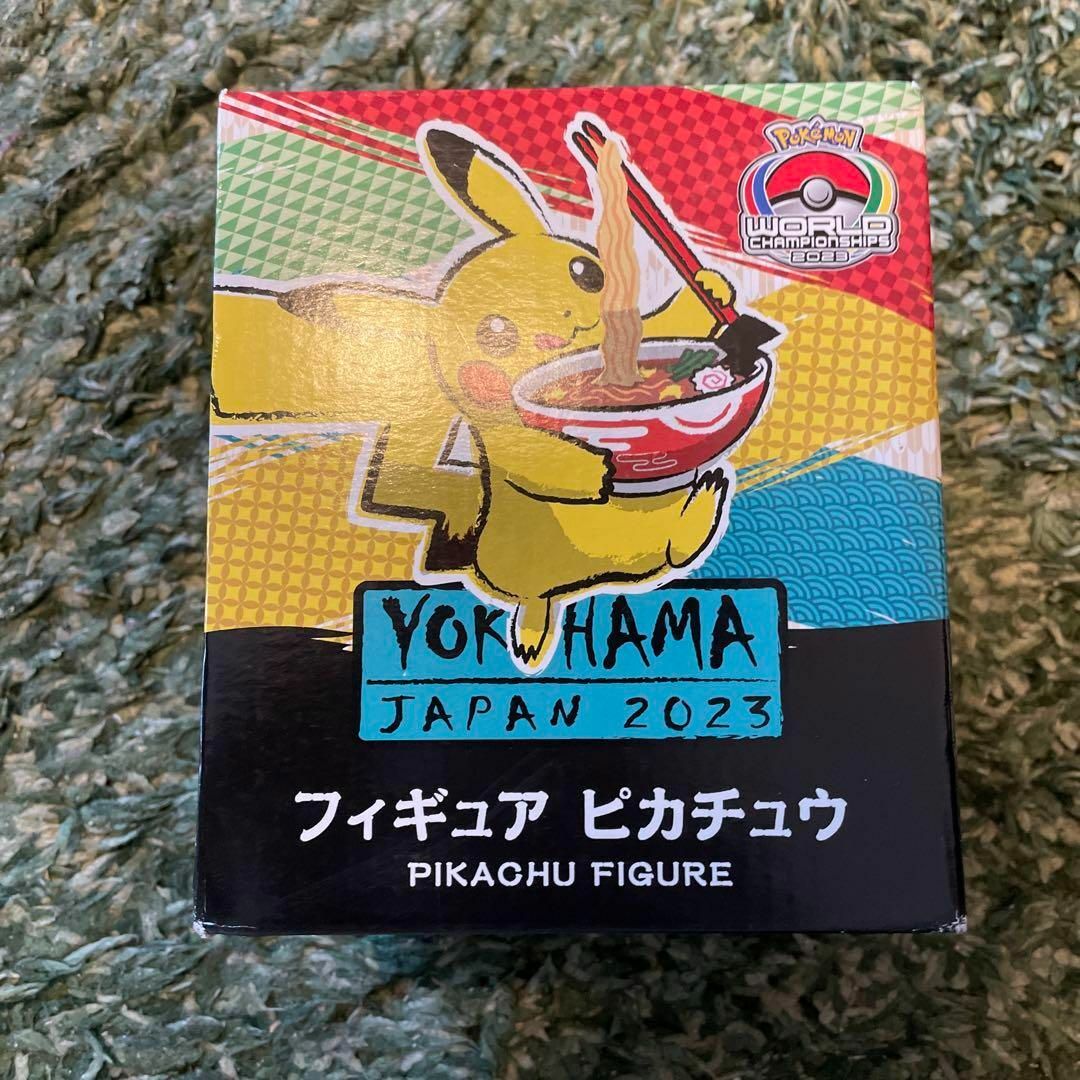 POKéMON
WORLD
CHAMPIONSHIPS
2023
YOKOHAMA
JAPAN 2023
フィギュア ピカチュウ
PIKACHU FIGURE